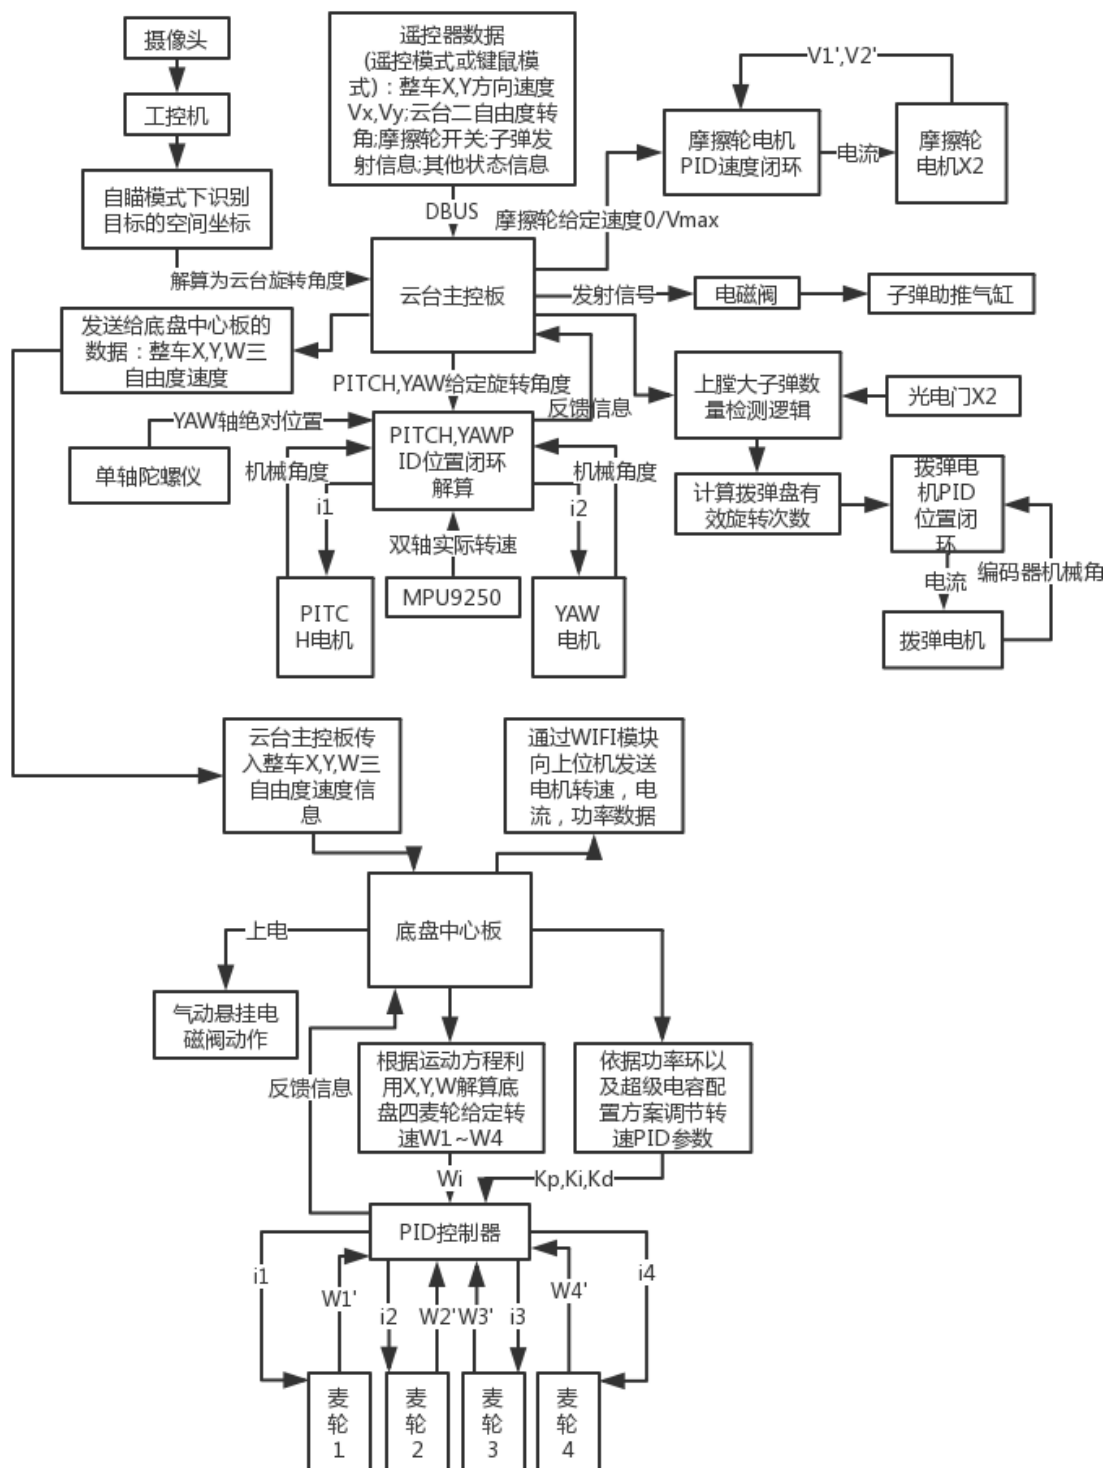 摄像头
工控机
自瞄模式下识别
目标的空间坐标
解算为云台旋转角度
遥控器数据
(遥控模式或键鼠模
式)：整车X,Y方向速度
Vx,Vy;云台二自由度转
角;摩擦轮开关;子弹发
射信息;其他状态信息
DBUS
V1',V2'
摩擦轮电机
PID速度闭环
电流
摩擦轮
电机X2
摩擦轮给定速度0/Vmax
云台主控板
发射信号
电磁阀
子弹助推气缸
发送给底盘中心板的
数据：整车X,Y,W三
自由度速度
PITCH,YAW给定旋转角度
反馈信息
上膛大子弹数
量检测逻辑
光电门X2
YAW轴绝对位置
单轴陀螺仪
机械角度
PITCH,YAWP
ID位置闭环
解算
机械角度
i1
i2
双轴实际转速
计算拨弹盘有
效旋转次数
拨弹电
机PID
位置闭
环
电流
编码器机械角
PITC
H电机
MPU9250
YAW
电机
拨弹电机
云台主控板传
入整车X,Y,W三
自由度速度信
息
通过WIFI模块
向上位机发送
电机转速，电
流，功率数据
上电
底盘中心板
气动悬挂电
磁阀动作
反馈信息
根据运动方程利
用X,Y,W解算底
盘四麦轮给定转
速W1~W4
依据功率环以
及超级电容配
置方案调节转
速PID参数
Wi
Kp,Ki,Kd
PID控制器
i1
W1'
i2
W2'
W3'
i3
W4'
i4
麦
轮
1
麦
轮
2
麦
轮
3
麦
轮
4